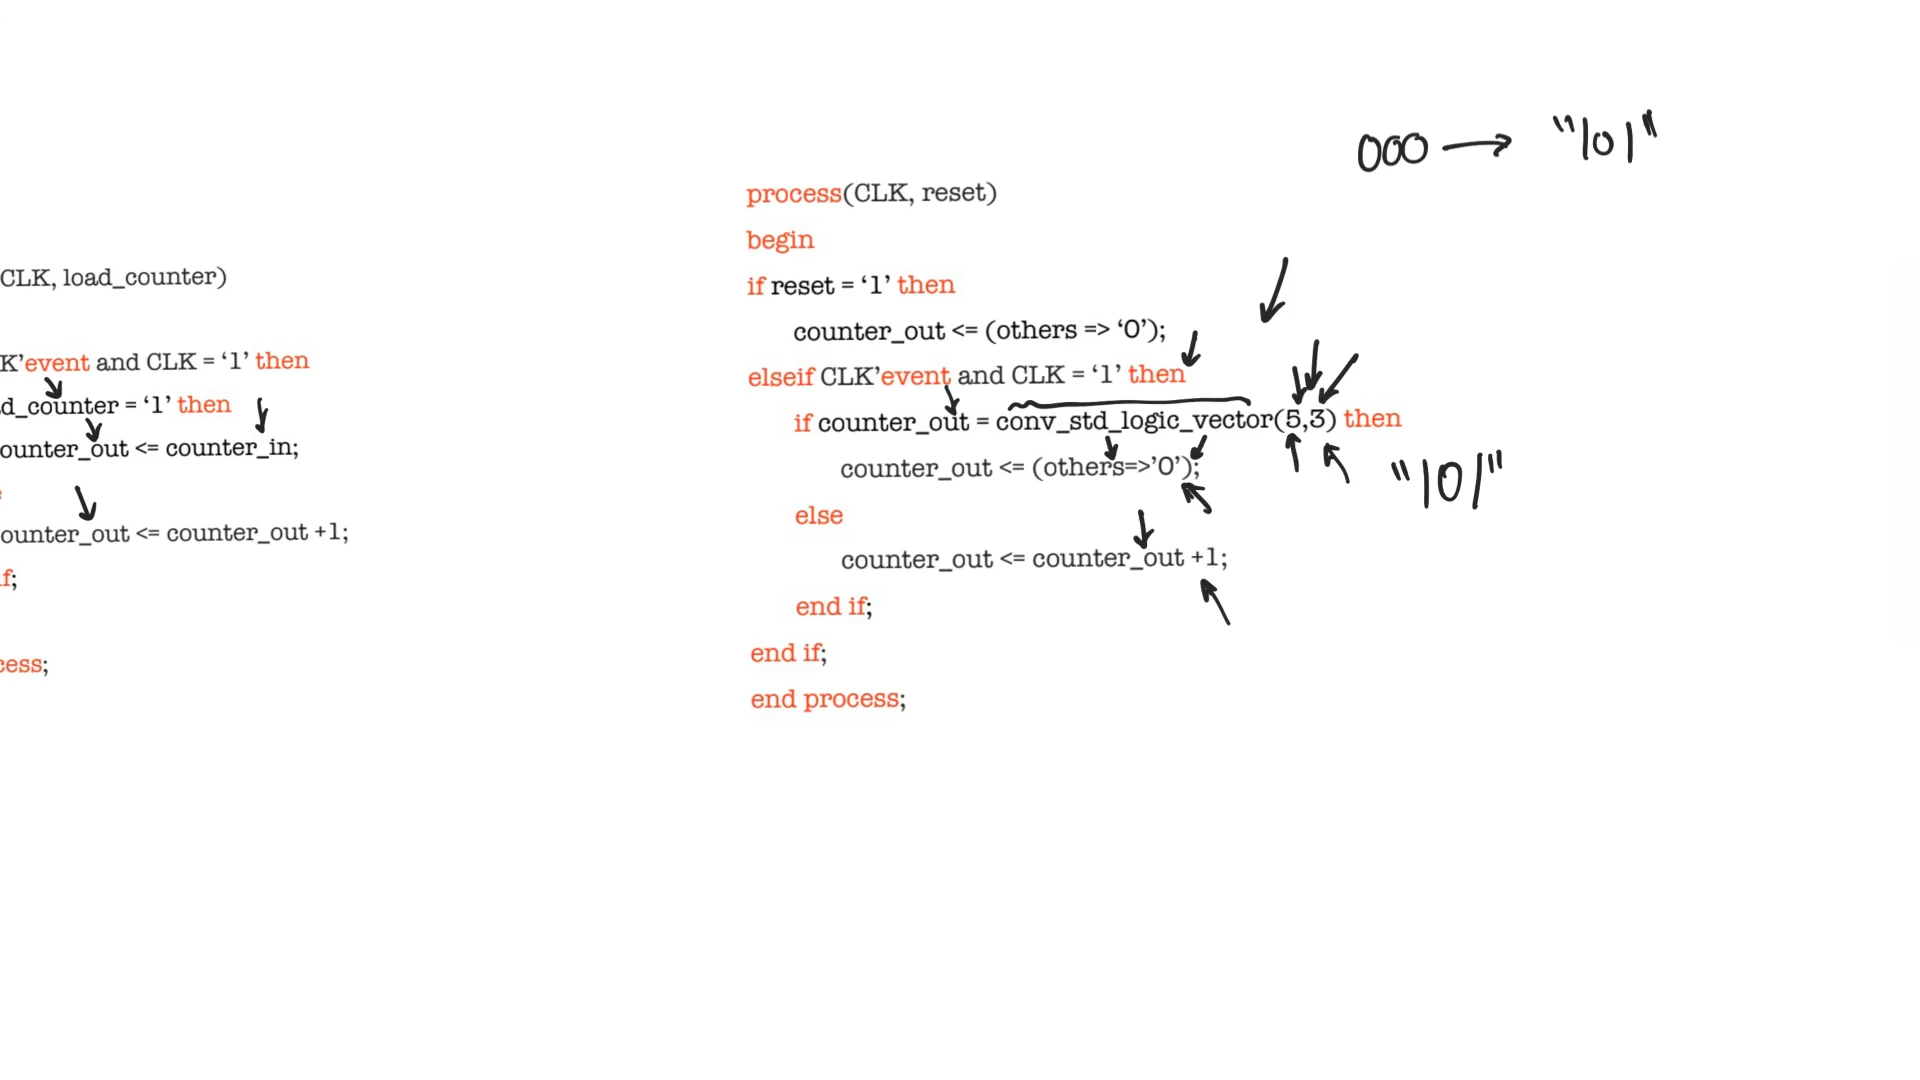 CLK, load_counter)
K'event and CLK = ‘1’ then
d_counter = ‘1’ then
ounter_out <= counter_in;
ounter_out <= counter_out +1;
f;
cess;
000 → "101"
process(CLK, reset)
begin
if reset = ‘1’ then
counter_out <= (others => ‘0’);
elseif CLK’event and CLK = ‘1’ then
if counter_out = conv_std_logic_vector(5,3) then
counter_out <= (others=>’0’);
"101"
else
counter_out <= counter_out +1;
end if;
end if;
end process;